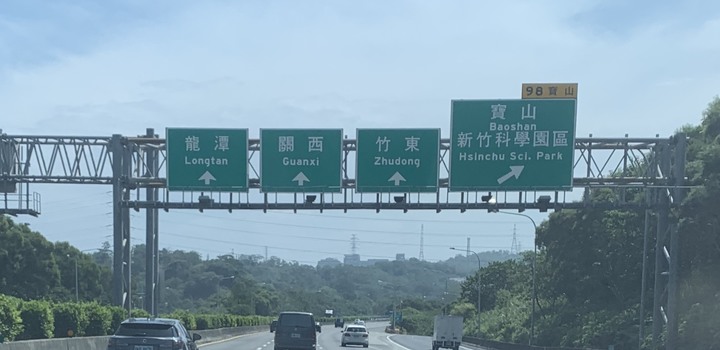 龍潭
Longtan
關西
Guanxi
竹東
Zhudong
98 寶山
寶山
Baoshan
新竹科學園區
Hsinchu Sci. Park